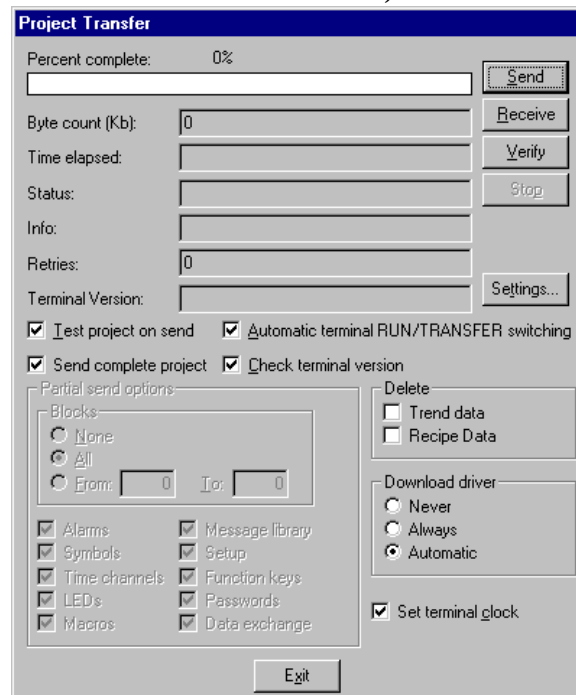 Project Transfer
Percent complete: 0%
Send
Byte count (Kb): 0
Receive
Time elapsed:
Verify
Status:
Stop
Info:
Retries: 0
Terminal Version:
Settings...
Test project on send
Automatic terminal RUN/TRANSFER switching
Send complete project
Check terminal version
Partial send options
Blocks
None
All
From: 0 To: 0
Alarms
Message library
Symbols
Setup
Time channels
Function keys
LEDs
Passwords
Macros
Data exchange
Delete
Trend data
Recipe Data
Download driver
Never
Always
Automatic
Set terminal clock
Exit